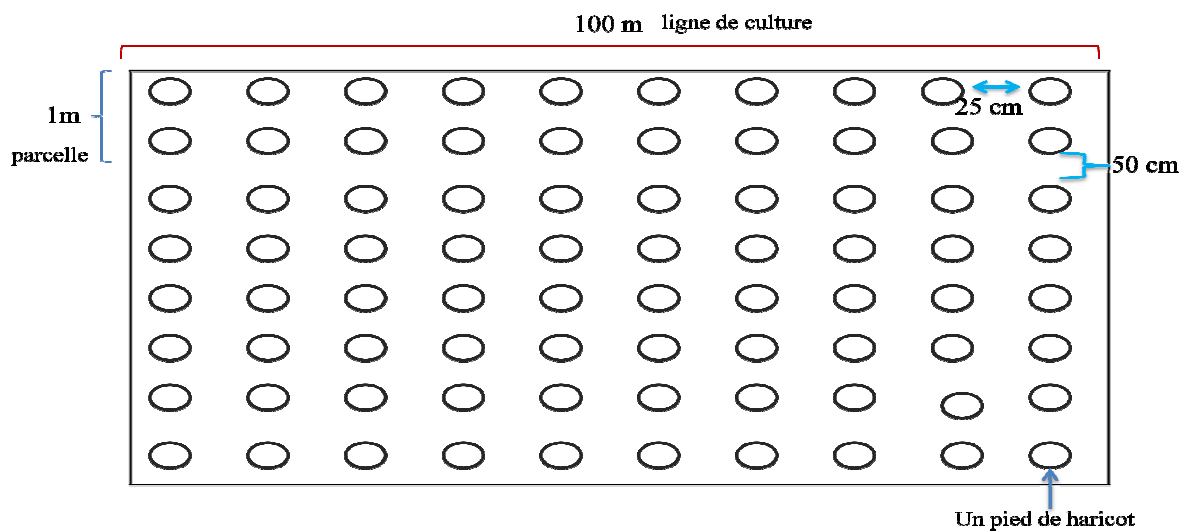 100 m ligne de culture
25 cm
1m
parcelle
50 cm
Un pied de haricot